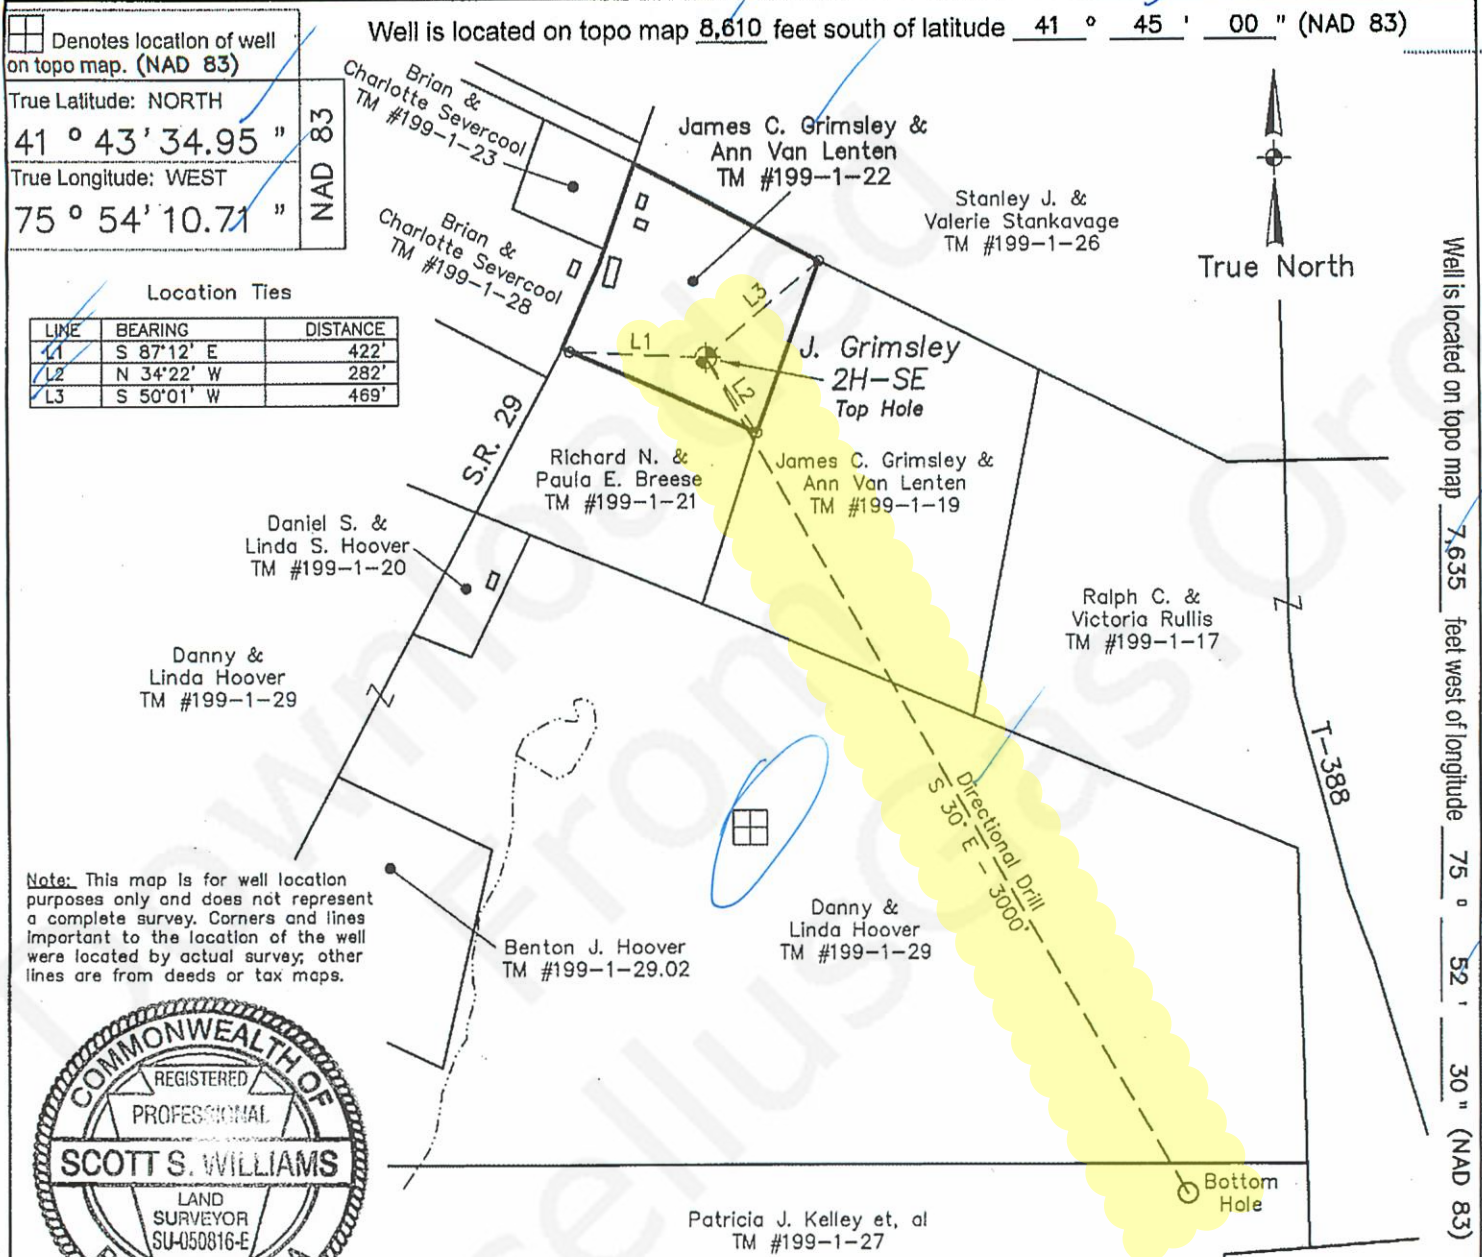 Well is located on topo map 8,610 feet south of latitude 41 ° 45 ' 00 " (NAD 83)
Denotes location of well
on topo map. (NAD 83)
True Latitude: NORTH
41 ° 43' 34.95 "
True Longitude: WEST
75 ° 54' 10.71 "
NAD 83
Location Ties
LINE BEARING DISTANCE
L1 S 87°12' E 422'
L2 N 34°22' W 282'
L3 S 50°01' W 469'
Brian &
Charlotte Severcool
TM #199-1-23
James C. Grimsley &
Ann Van Lenten
TM #199-1-22
Stanley J. &
Valerie Stankavage
TM #199-1-26
True North
Brian &
Charlotte Severcool
TM #199-1-28
L3
L1
L2
J. Grimsley
2H-SE
Top Hole
S.R. 29
Richard N. &
Paula E. Breese
TM #199-1-21
James C. Grimsley &
Ann Van Lenten
TM #199-1-19
Daniel S. &
Linda S. Hoover
TM #199-1-20
Ralph C. &
Victoria Rullis
TM #199-1-17
Danny &
Linda Hoover
TM #199-1-29
T-388
Directional Drill
S 30° E - 3000'
Note: This map is for well location
purposes only and does not represent
a complete survey. Corners and lines
important to the location of the well
were located by actual survey; other
lines are from deeds or tax maps.
Benton J. Hoover
TM #199-1-29.02
Danny &
Linda Hoover
TM #199-1-29
Bottom
Hole
Patricia J. Kelley et, al
TM #199-1-27
COMMONWEALTH OF
REGISTERED
PROFESSIONAL
SCOTT S. WILLIAMS
LAND
SURVEYOR
SU-050816-E
Well is located on topo map 7,635 feet west of longitude 75 ° 52 ' 30 " (NAD 83)
Downloaded
From